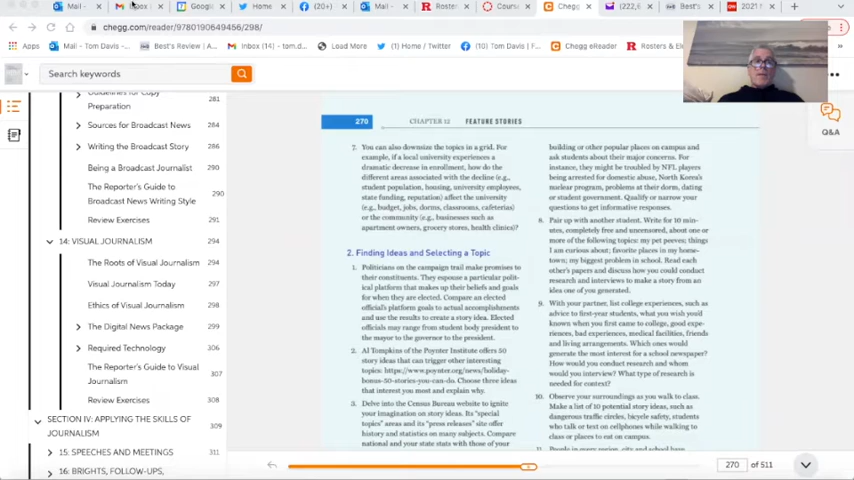 Mail -
Inbox
Google
Home
(20+)
Mail -
Roster
Course
Chegg
(222,6
Best's
2021 N
chegg.com/reader/9780190649456/298/
Apps
Mail - Tom Davis -...
Best's Review | A...
Inbox (14) - tom.d...
Load More
(1) Home / Twitter
(10) Tom Davis | F...
Chegg eReader
Rosters & El
Search keywords
Guidelines for Copy
Preparation 281
Sources for Broadcast News 284
Writing the Broadcast Story 286
Being a Broadcast Journalist 290
The Reporter's Guide to
Broadcast News Writing Style 290
Review Exercises 291
14: VISUAL JOURNALISM 294
The Roots of Visual Journalism 294
Visual Journalism Today 297
Ethics of Visual Journalism 298
The Digital News Package 299
Required Technology 306
The Reporter's Guide to Visual
Journalism 307
Review Exercises 308
SECTION IV: APPLYING THE SKILLS OF
JOURNALISM 309
15: SPEECHES AND MEETINGS 311
16: BRIGHTS, FOLLOW-UPS,
270 CHAPTER 12 FEATURE STORIES
7. You can also downsize the topics in a grid. For
example, if a local university experiences a
dramatic decrease in enrollment, how do the
different areas associated with the decline (e.g.,
student population, housing, university employees,
state funding, reputation) affect the university
(e.g., budget, jobs, dorms, classrooms, cafeterias)
or the community (e.g., businesses such as
apartment owners, grocery stores, health clinics)?
2. Finding Ideas and Selecting a Topic
1. Politicians on the campaign trail make promises to
their constituents. They espouse a particular polit-
ical platform that makes up their beliefs and goals
for when they are elected. Compare an elected
official's platform goals to actual accomplishments
and use the results to create a story idea. Elected
officials may range from student body president to
the mayor to the governor to the president.
2. Al Tompkins of the Poynter Institute offers 50
story ideas that can trigger other interesting
topics: https://www.poynter.org/news/holiday-
bonus-50-stories-you-can-do. Choose three ideas
that interest you most and explain why.
3. Delve into the Census Bureau website to ignite
your imagination on story ideas. Its "special
topics" areas and its "press releases" site offer
history and statistics on many subjects. Compare
national and your state stats with those of your
building or other popular places on campus and
ask students about their major concerns. For
instance, they might be troubled by NFL players
being arrested for domestic abuse, North Korea's
nuclear program, problems at their dorm, dating
or student government. Qualify or narrow your
questions to get informative responses.
8. Pair up with another student. Write for 10 min-
utes, completely free and uncensored, about one or
more of the following topics: my pet peeves; things
I am curious about; favorite places in my home-
town; my biggest problem in school. Read each
other's papers and discuss how you could conduct
research and interviews to make a story from an
idea one of you generated.
9. With your partner, list college experiences, such as
advice to first-year students, what you wish you'd
known when you first came to college, good expe-
riences, bad experiences, medical facilities, friends
and living arrangements. Which ones would
generate the most interest for a school newspaper?
How would you conduct research and whom
would you interview? What type of research is
needed for context?
10. Observe your surroundings as you walk to class.
Make a list of 10 potential story ideas, such as
dangerous traffic circles, bicycle safety, students
who talk or text on cellphones while walking to
class or places to eat on campus.
11. People in many region, city and school have
Q&A
270 of 511